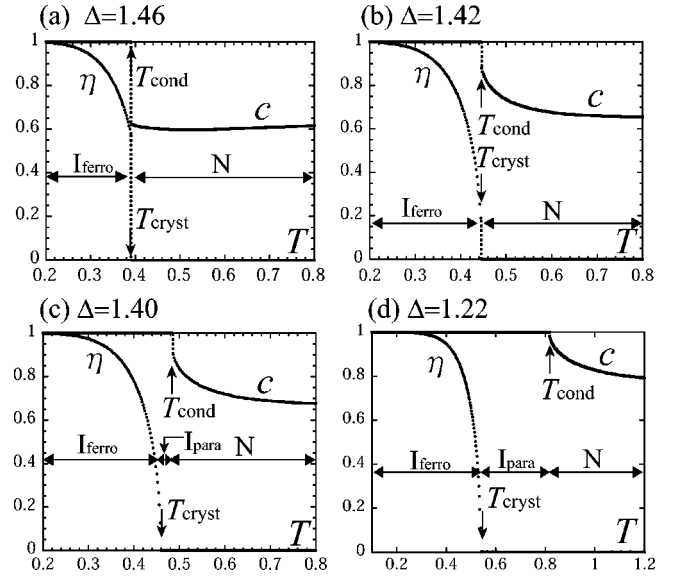 (a) Δ=1.46
1
0.8
0.6
0.4
0.2
0
η
Tcond
c
Iferro
N
Tcryst
T
0.2 0.3 0.4 0.5 0.6 0.7 0.8
(b) Δ=1.42
1
0.8
0.6
0.4
0.2
0
η
c
Tcond
Tcryst
Iferro
N
T
0.2 0.3 0.4 0.5 0.6 0.7 0.8
(c) Δ=1.40
1
0.8
0.6
0.4
0.2
0
η
c
Tcond
Iferro
Ipara
N
Tcryst
T
0.2 0.3 0.4 0.5 0.6 0.7 0.8
(d) Δ=1.22
1
0.8
0.6
0.4
0.2
0
η
c
Tcond
Iferro
Ipara
N
Tcryst
T
0.2 0.4 0.6 0.8 1 1.2